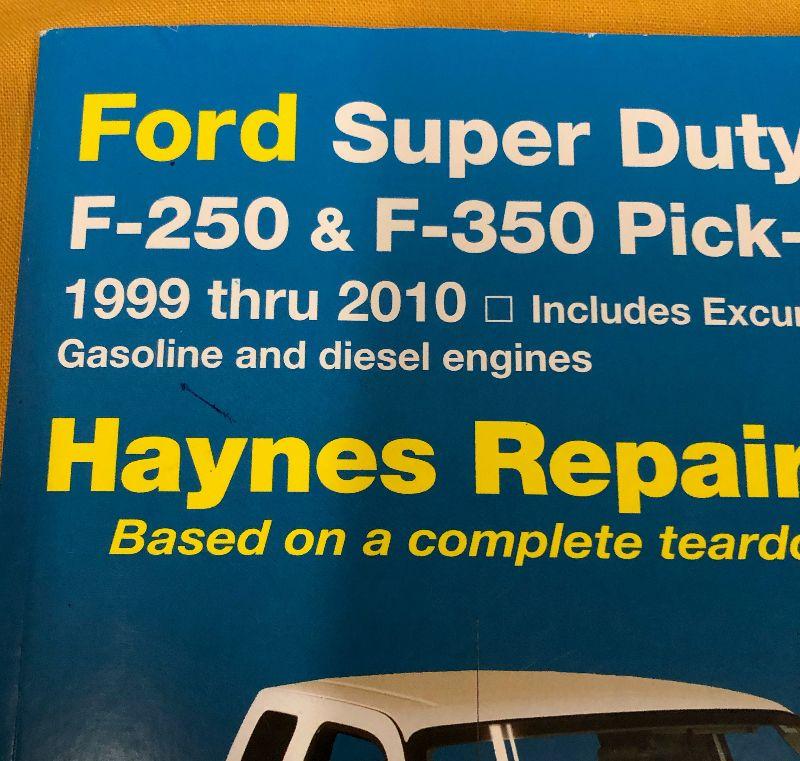 Ford Super Duty
F-250 & F-350 Pick-
1999 thru 2010 □ Includes Excur
Gasoline and diesel engines
Haynes Repair
Based on a complete teardo